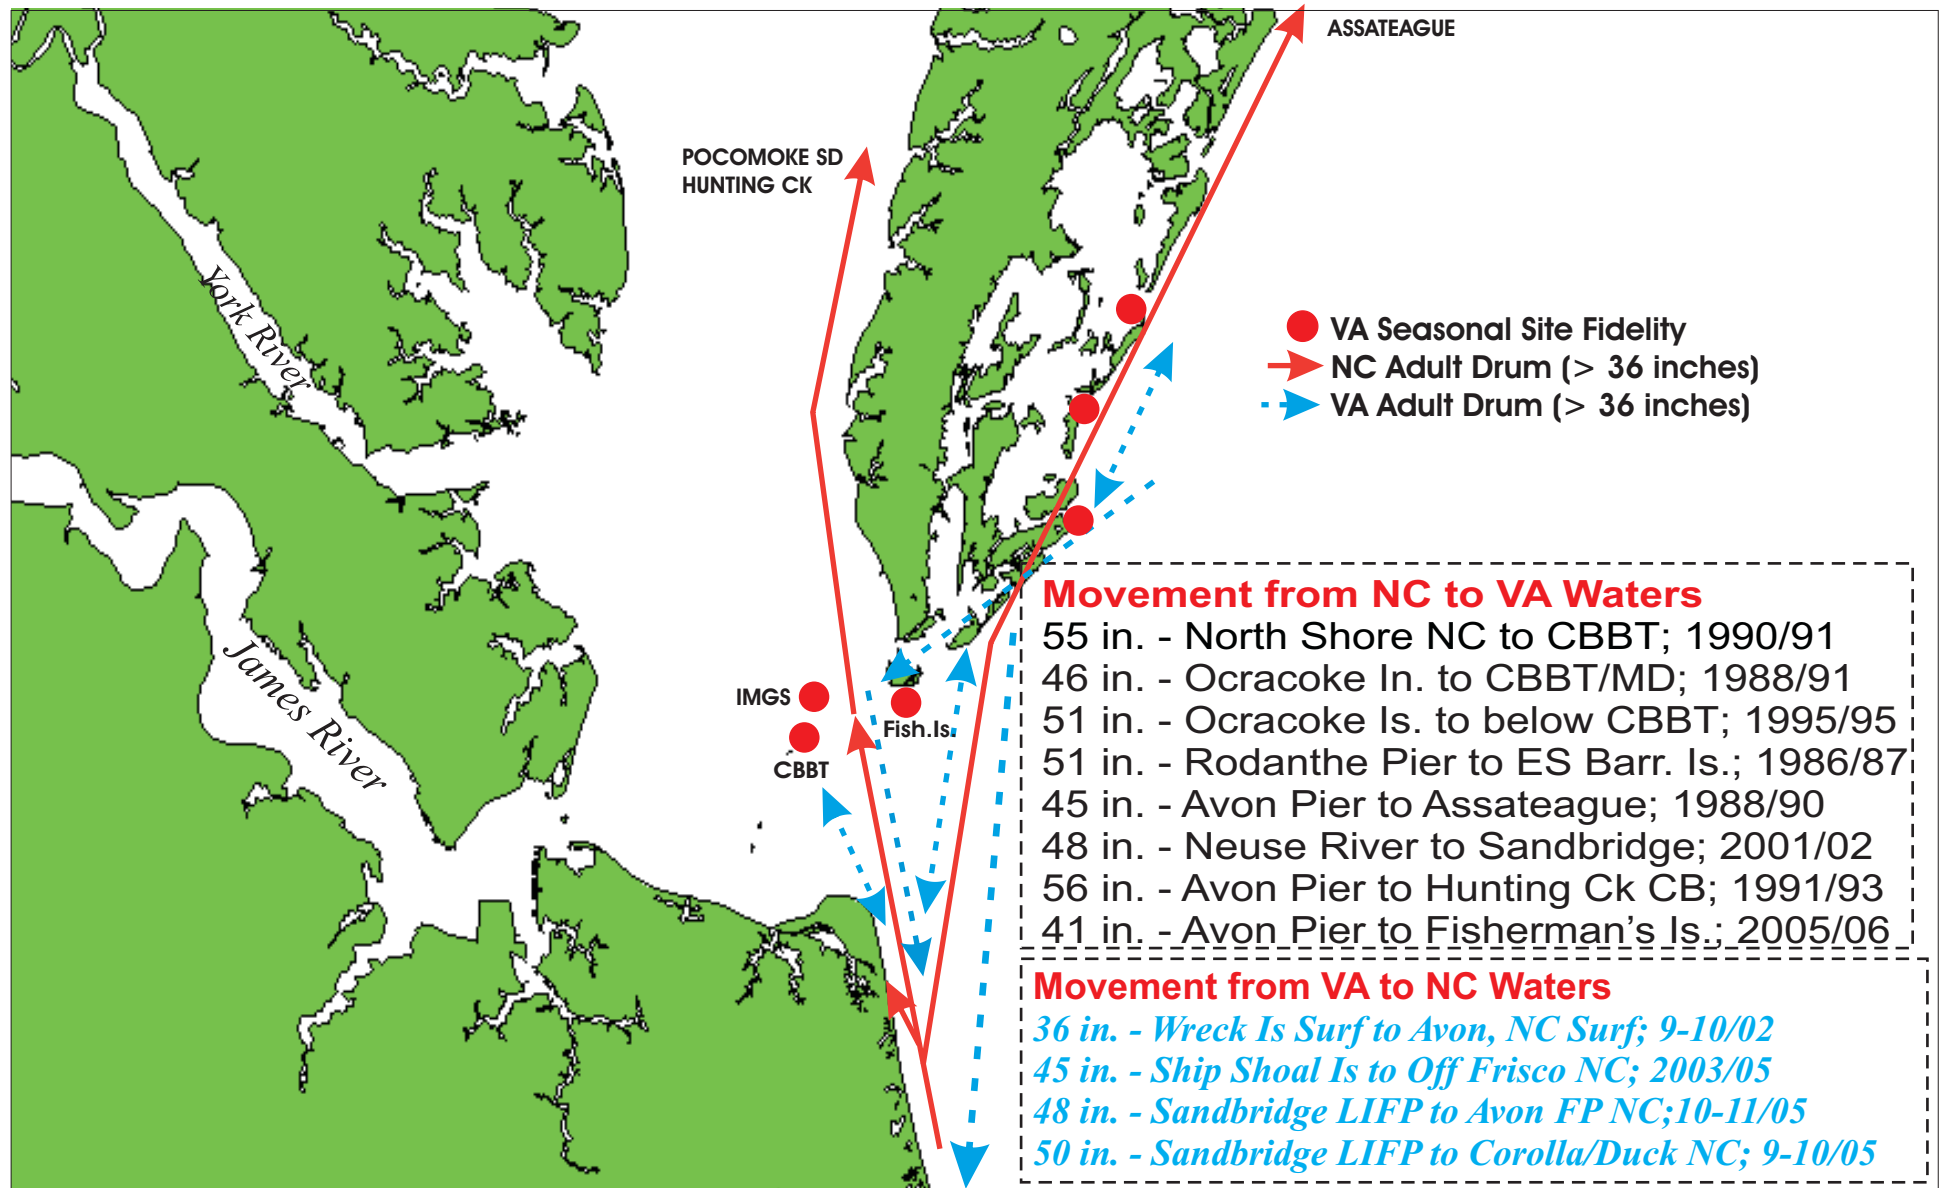 ASSATEAGUE
POCOMOKE SD
HUNTING CK
York River
VA Seasonal Site Fidelity
NC Adult Drum (> 36 inches)
VA Adult Drum (> 36 inches)
James River
IMGS
Fish.Is.
CBBT
Movement from NC to VA Waters
55 in. - North Shore NC to CBBT; 1990/91
46 in. - Ocracoke In. to CBBT/MD; 1988/91
51 in. - Ocracoke Is. to below CBBT; 1995/95
51 in. - Rodanthe Pier to ES Barr. Is.; 1986/87
45 in. - Avon Pier to Assateague; 1988/90
48 in. - Neuse River to Sandbridge; 2001/02
56 in. - Avon Pier to Hunting Ck CB; 1991/93
41 in. - Avon Pier to Fisherman's Is.; 2005/06
Movement from VA to NC Waters
36 in. - Wreck Is Surf to Avon, NC Surf; 9-10/02
45 in. - Ship Shoal Is to Off Frisco NC; 2003/05
48 in. - Sandbridge LIFP to Avon FP NC;10-11/05
50 in. - Sandbridge LIFP to Corolla/Duck NC; 9-10/05